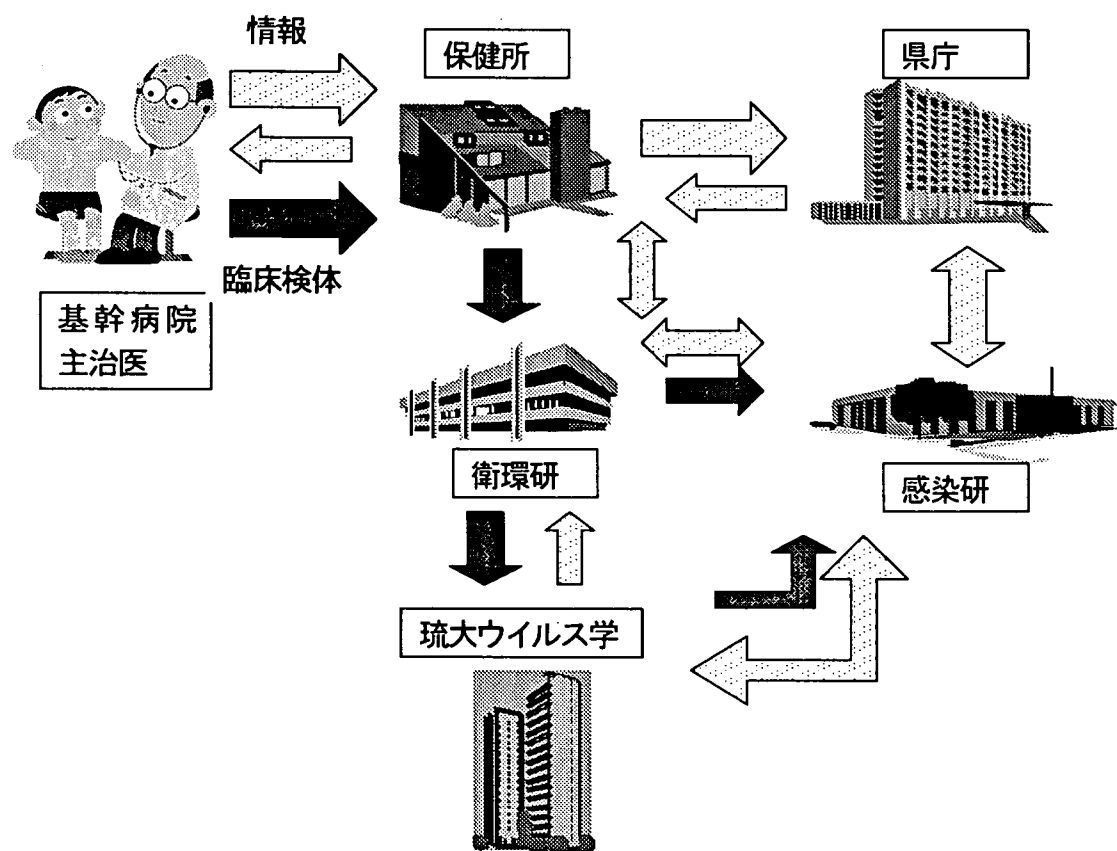 情報
保健所
県庁
臨床検体
基幹病院
主治医
衛環研
感染研
琉大ウイルス学